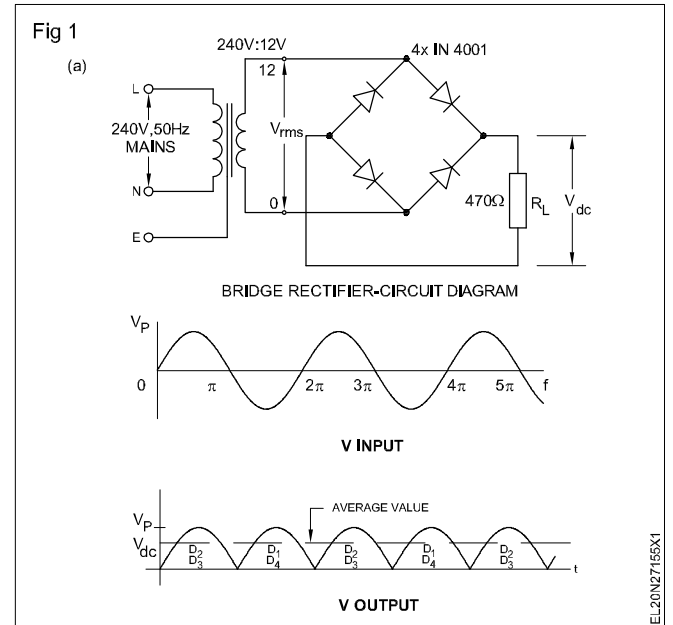 Fig 1
(a)
240V:12V
4x IN 4001
L
12
240V,50Hz
MAINS
Vrms
N
0
E
470Ω
RL
Vdc
BRIDGE RECTIFIER-CIRCUIT DIAGRAM
VP
0
π
2π
3π
4π
5π
f
V INPUT
AVERAGE VALUE
VP
Vdc
D2
D3
D1
D4
D2
D3
D1
D4
D2
D3
t
V OUTPUT
EL20N27155X1